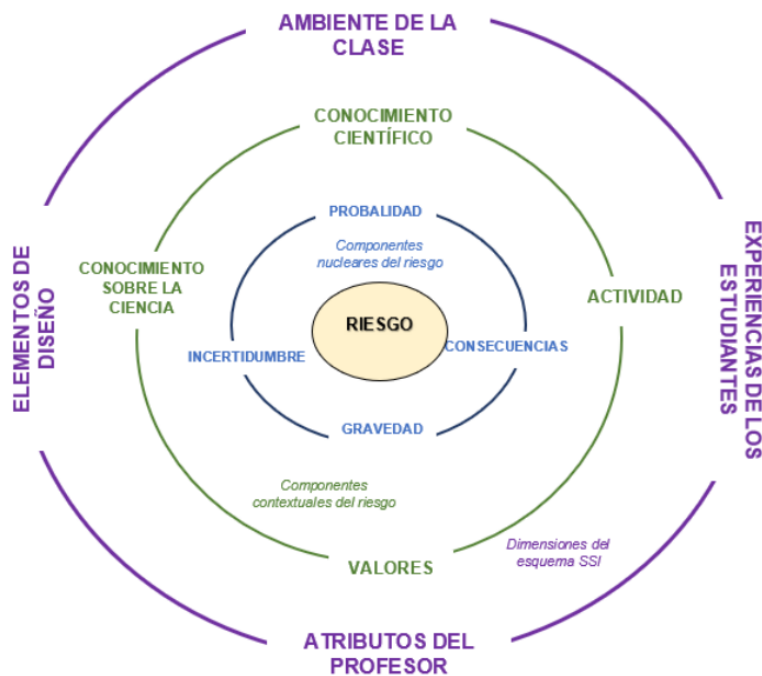 AMBIENTE DE LA
CLASE
CONOCIMIENTO
CIENTÍFICO
PROBALIDAD
Componentes
nucleares del riesgo
ELEMENTOS DE
DISEÑO
CONOCIMIENTO
SOBRE LA
CIENCIA
RIESGO
ACTIVIDAD
EXPERIENCIAS DE LOS
ESTUDIANTES
INCERTIDUMBRE
CONSECUENCIAS
GRAVEDAD
Componentes
contextuales del riesgo
Dimensiones del
esquema SSI
VALORES
ATRIBUTOS DEL
PROFESOR